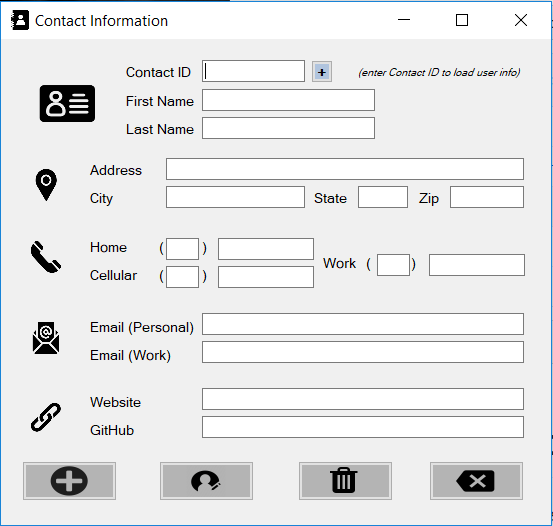 Contact Information
Contact ID + (enter Contact ID to load user info)
First Name
Last Name
Address
City State Zip
Home ( )
Work ( )
Cellular ( )
Email (Personal)
Email (Work)
Website
GitHub